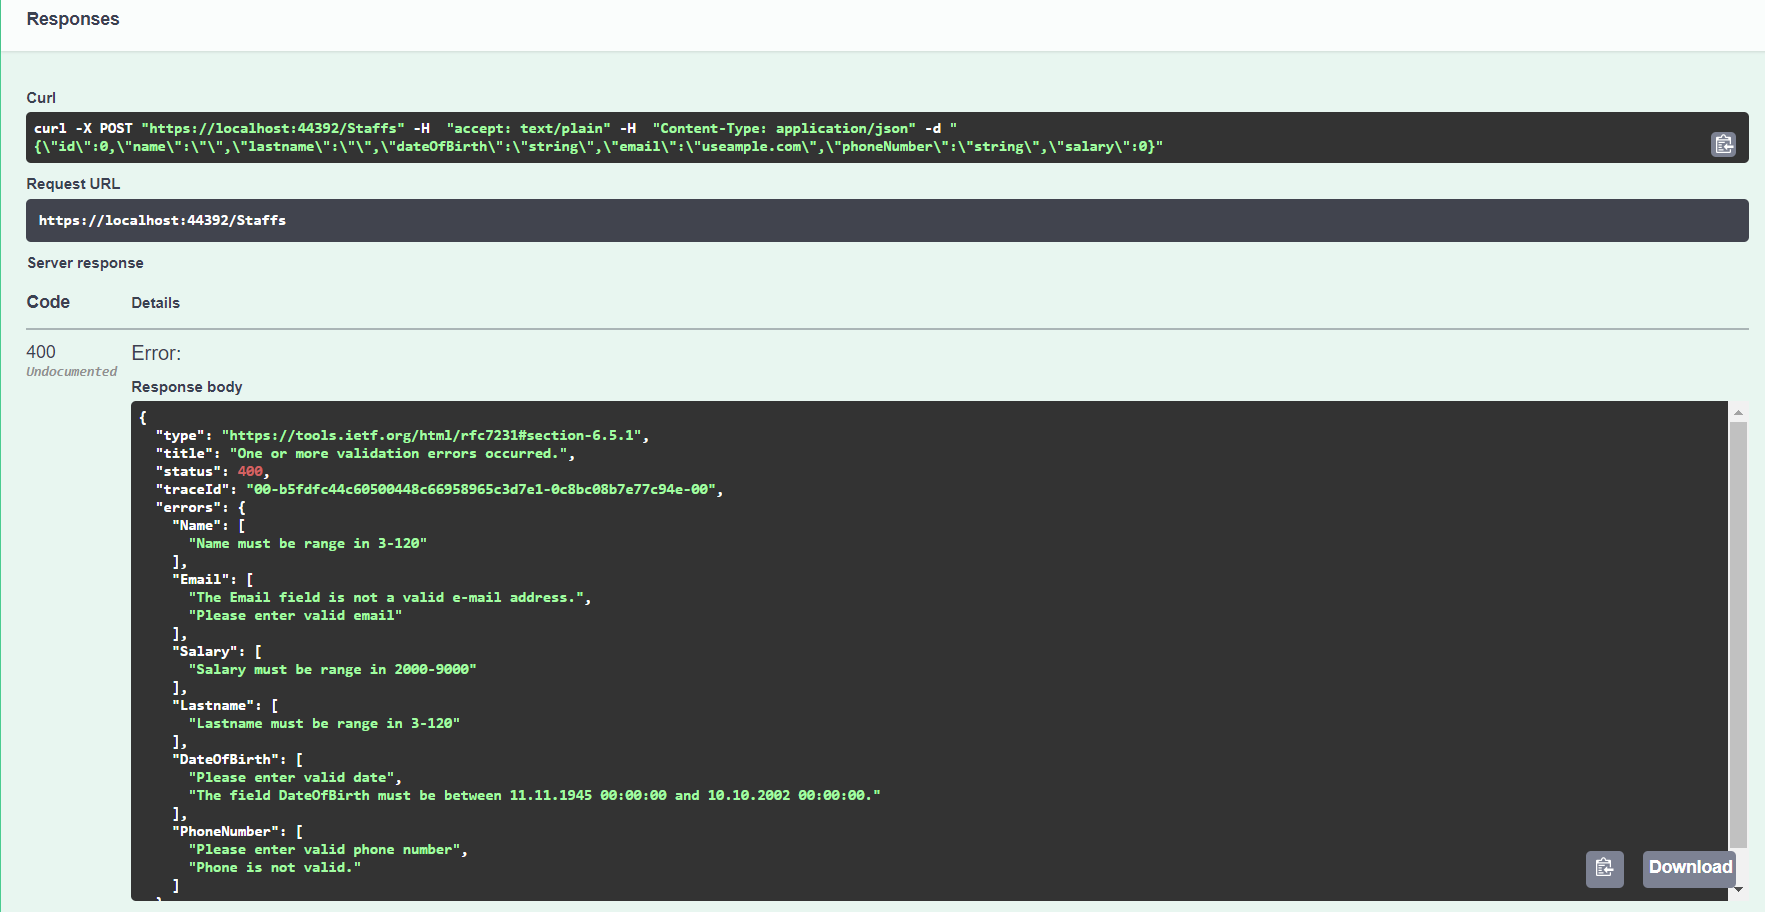 Responses
Curl
curl -X POST "https://localhost:44392/Staffs" -H  "accept: text/plain" -H  "Content-Type: application/json" -d "
{\"id\":0,\"name\":\"\",\"lastname\":\"\",\"dateOfBirth\":\"string\",\"email\":\"useample.com\",\"phoneNumber\":\"string\",\"salary\":0}"
Request URL
https://localhost:44392/Staffs
Server response
Code Details
400 Error:
Undocumented
Response body
{
  "type": "https://tools.ietf.org/html/rfc7231#section-6.5.1",
  "title": "One or more validation errors occurred.",
  "status": 400,
  "traceId": "00-b5fdfc44c60500448c66958965c3d7e1-0c8bc08b7e77c94e-00",
  "errors": {
    "Name": [
      "Name must be range in 3-120"
    ],
    "Email": [
      "The Email field is not a valid e-mail address.",
      "Please enter valid email"
    ],
    "Salary": [
      "Salary must be range in 2000-9000"
    ],
    "Lastname": [
      "Lastname must be range in 3-120"
    ],
    "DateOfBirth": [
      "Please enter valid date",
      "The field DateOfBirth must be between 11.11.1945 00:00:00 and 10.10.2002 00:00:00."
    ],
    "PhoneNumber": [
      "Please enter valid phone number",
      "Phone is not valid."
    ]
Download